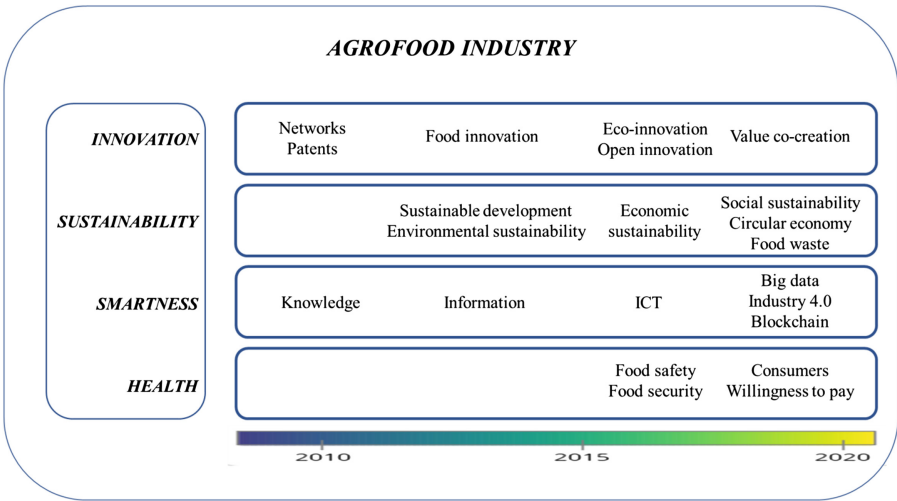 AGROFOOD INDUSTRY
INNOVATION
Networks
Patents
Food innovation
Eco-innovation
Open innovation
Value co-creation
SUSTAINABILITY
Sustainable development
Environmental sustainability
Economic
sustainability
Social sustainability
Circular economy
Food waste
SMARTNESS
Knowledge
Information
ICT
Big data
Industry 4.0
Blockchain
HEALTH
Food safety
Food security
Consumers
Willingness to pay
2010
2015
2020